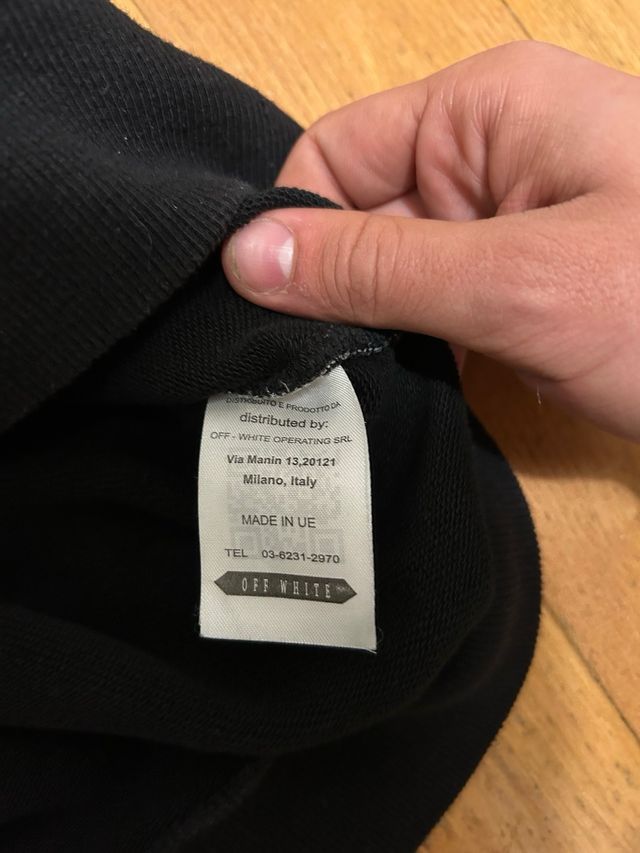 DISTRIBUITO E PRODOTTO DA
distributed by:
OFF - WHITE OPERATING SRL
Via Manin 13,20121
Milano, Italy
MADE IN UE
TEL 03-6231-2970
OFF WHITE